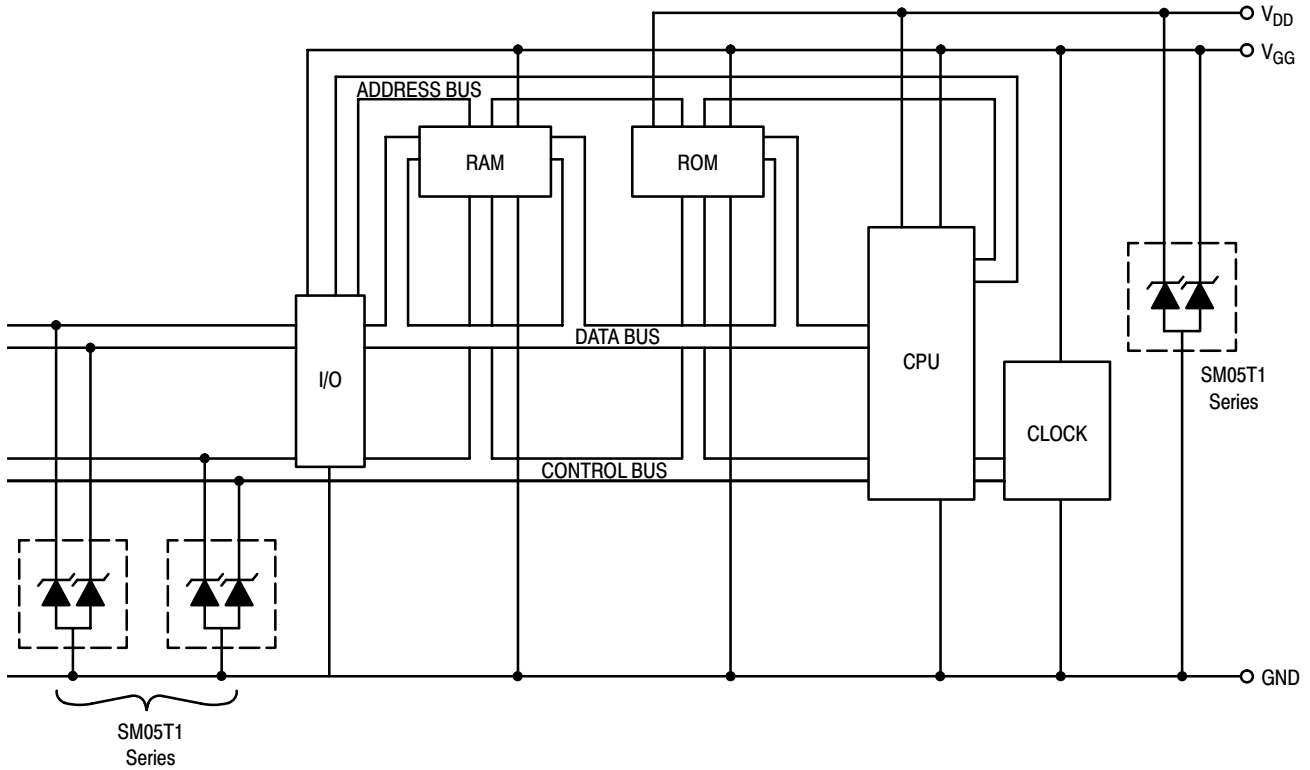 V_DD
V_GG
ADDRESS BUS
RAM
ROM
DATA BUS
I/O
CPU
SM05T1
Series
CLOCK
CONTROL BUS
GND
SM05T1
Series